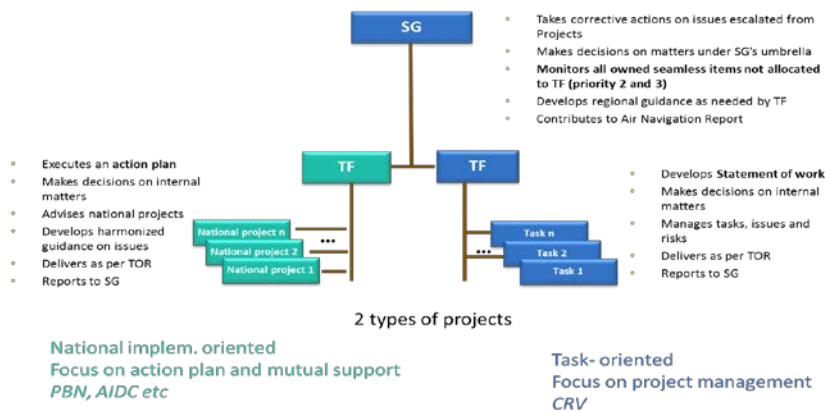 SG
Takes corrective actions on issues escalated from
Projects
Makes decisions on matters under SG's umbrella
Monitors all owned seamless items not allocated
to TF (priority 2 and 3)
Develops regional guidance as needed by TF
Contributes to Air Navigation Report
TF
TF
Executes an action plan
Makes decisions on internal
matters
Advises national projects
Develops harmonized
guidance on issues
Delivers as per TOR
Reports to SG
National project n
...
National project 2
National project 1
Task n
...
Task 2
Task 1
Develops Statement of work
Makes decisions on internal
matters
Manages tasks, issues and
risks
Delivers as per TOR
Reports to SG
2 types of projects
National implem. oriented
Focus on action plan and mutual support
PBN, AIDC etc
Task- oriented
Focus on project management
CRV